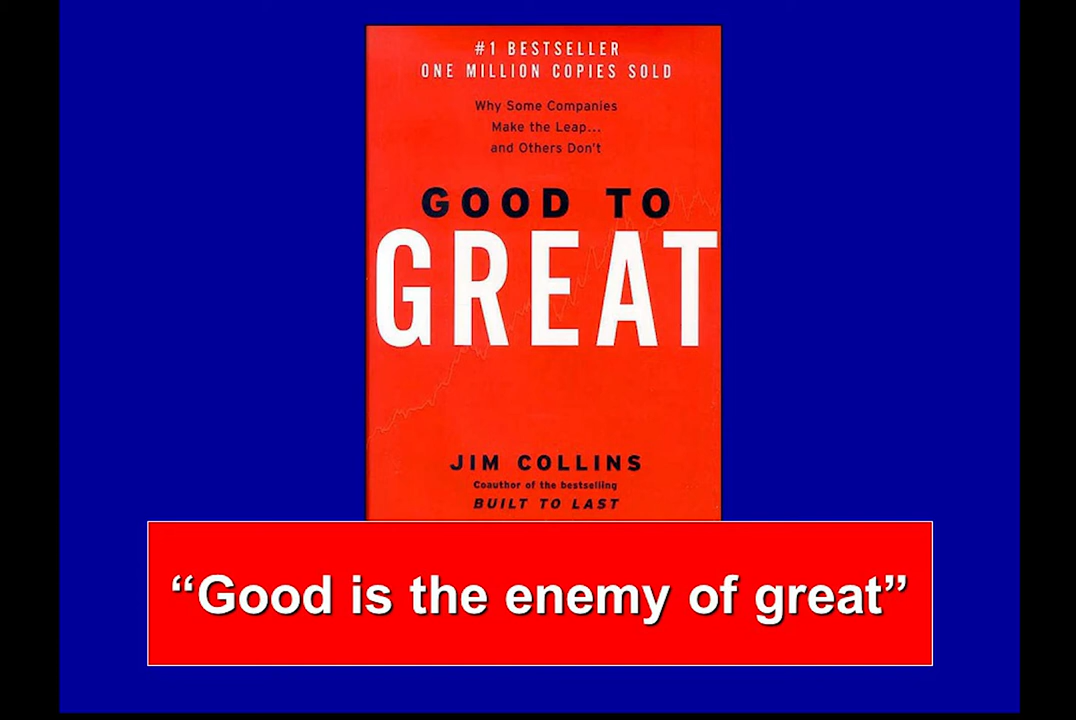 #1 BESTSELLER
ONE MILLION COPIES SOLD
Why Some Companies
Make the Leap...
and Others Don't
GOOD TO
GREAT
JIM COLLINS
Coauthor of the bestselling
BUILT TO LAST
“Good is the enemy of great”